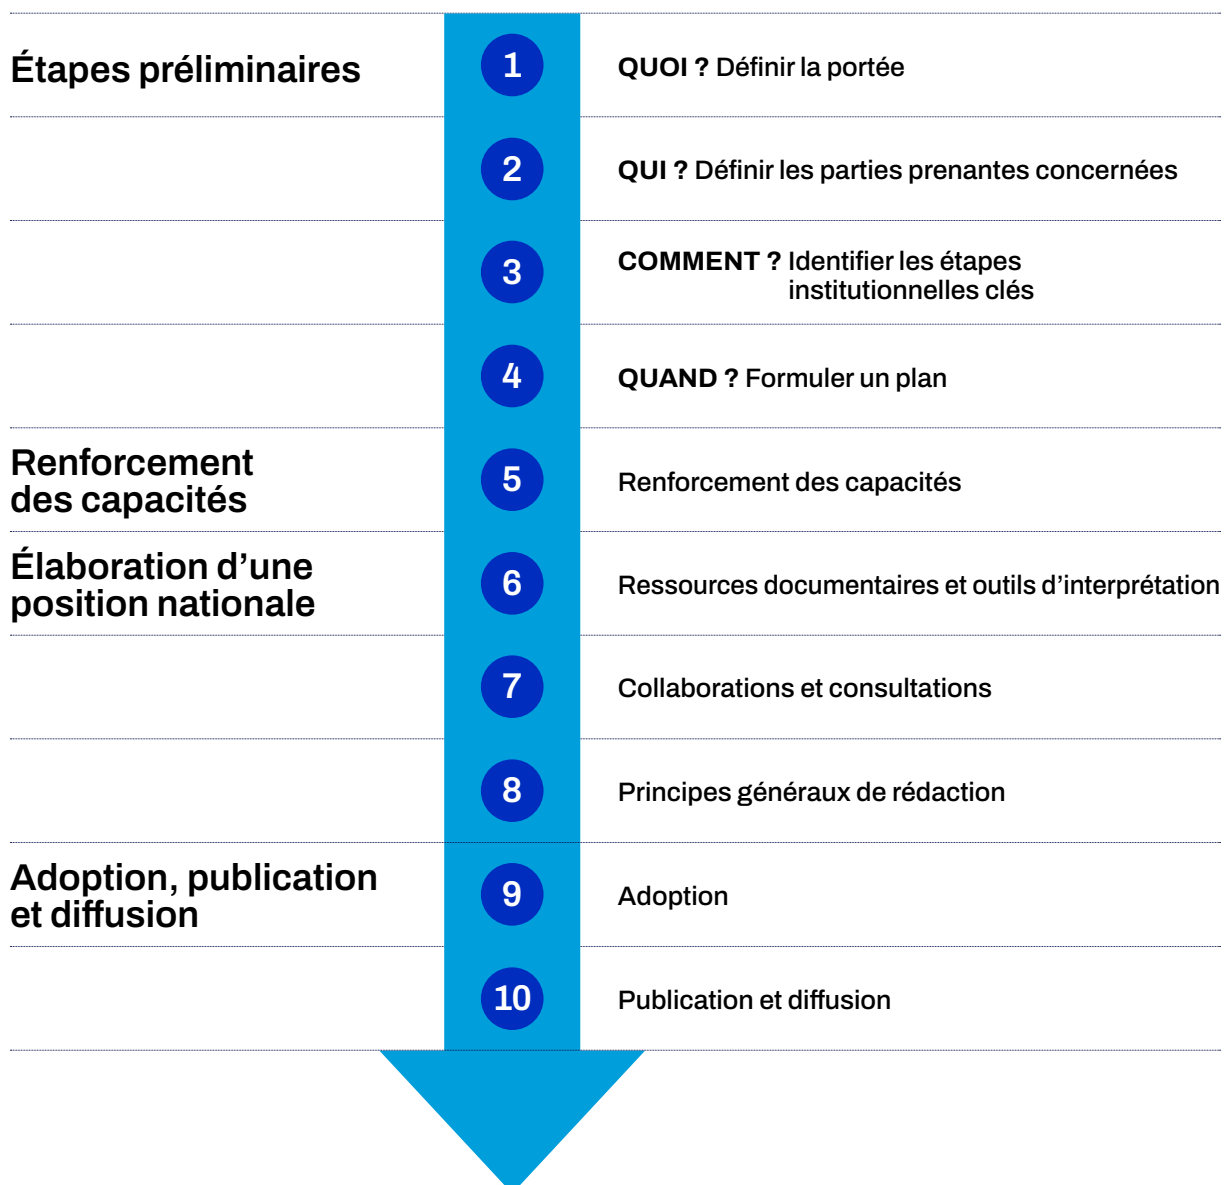 Étapes préliminaires
1
QUOI ? Définir la portée
2
QUI ? Définir les parties prenantes concernées
3
COMMENT ? Identifier les étapes
institutionnelles clés
4
QUAND ? Formuler un plan
Renforcement
des capacités
5
Renforcement des capacités
Élaboration d’une
position nationale
6
Ressources documentaires et outils d’interprétation
7
Collaborations et consultations
8
Principes généraux de rédaction
Adoption, publication
et diffusion
9
Adoption
10
Publication et diffusion